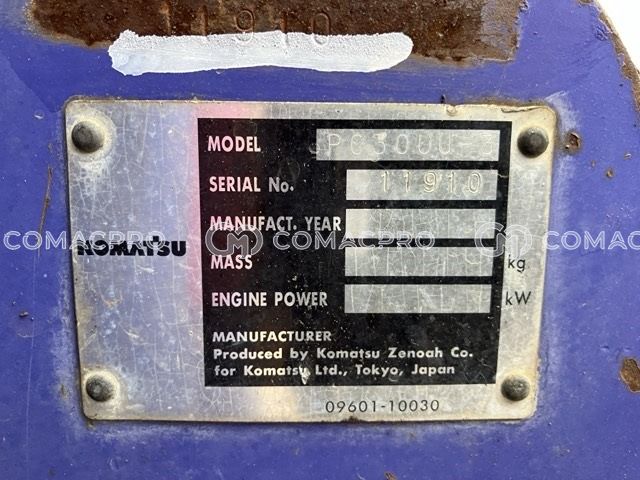 11910
MODEL PC30UU
SERIAL No. 11910
MANUFACT. YEAR
COMACPRO COMACPRO COMACPRO
KOMATSU
MASS kg
ENGINE POWER kW
MANUFACTURER
Produced by Komatsu Zenoah Co.
for Komatsu Ltd., Tokyo, Japan
09601-10030